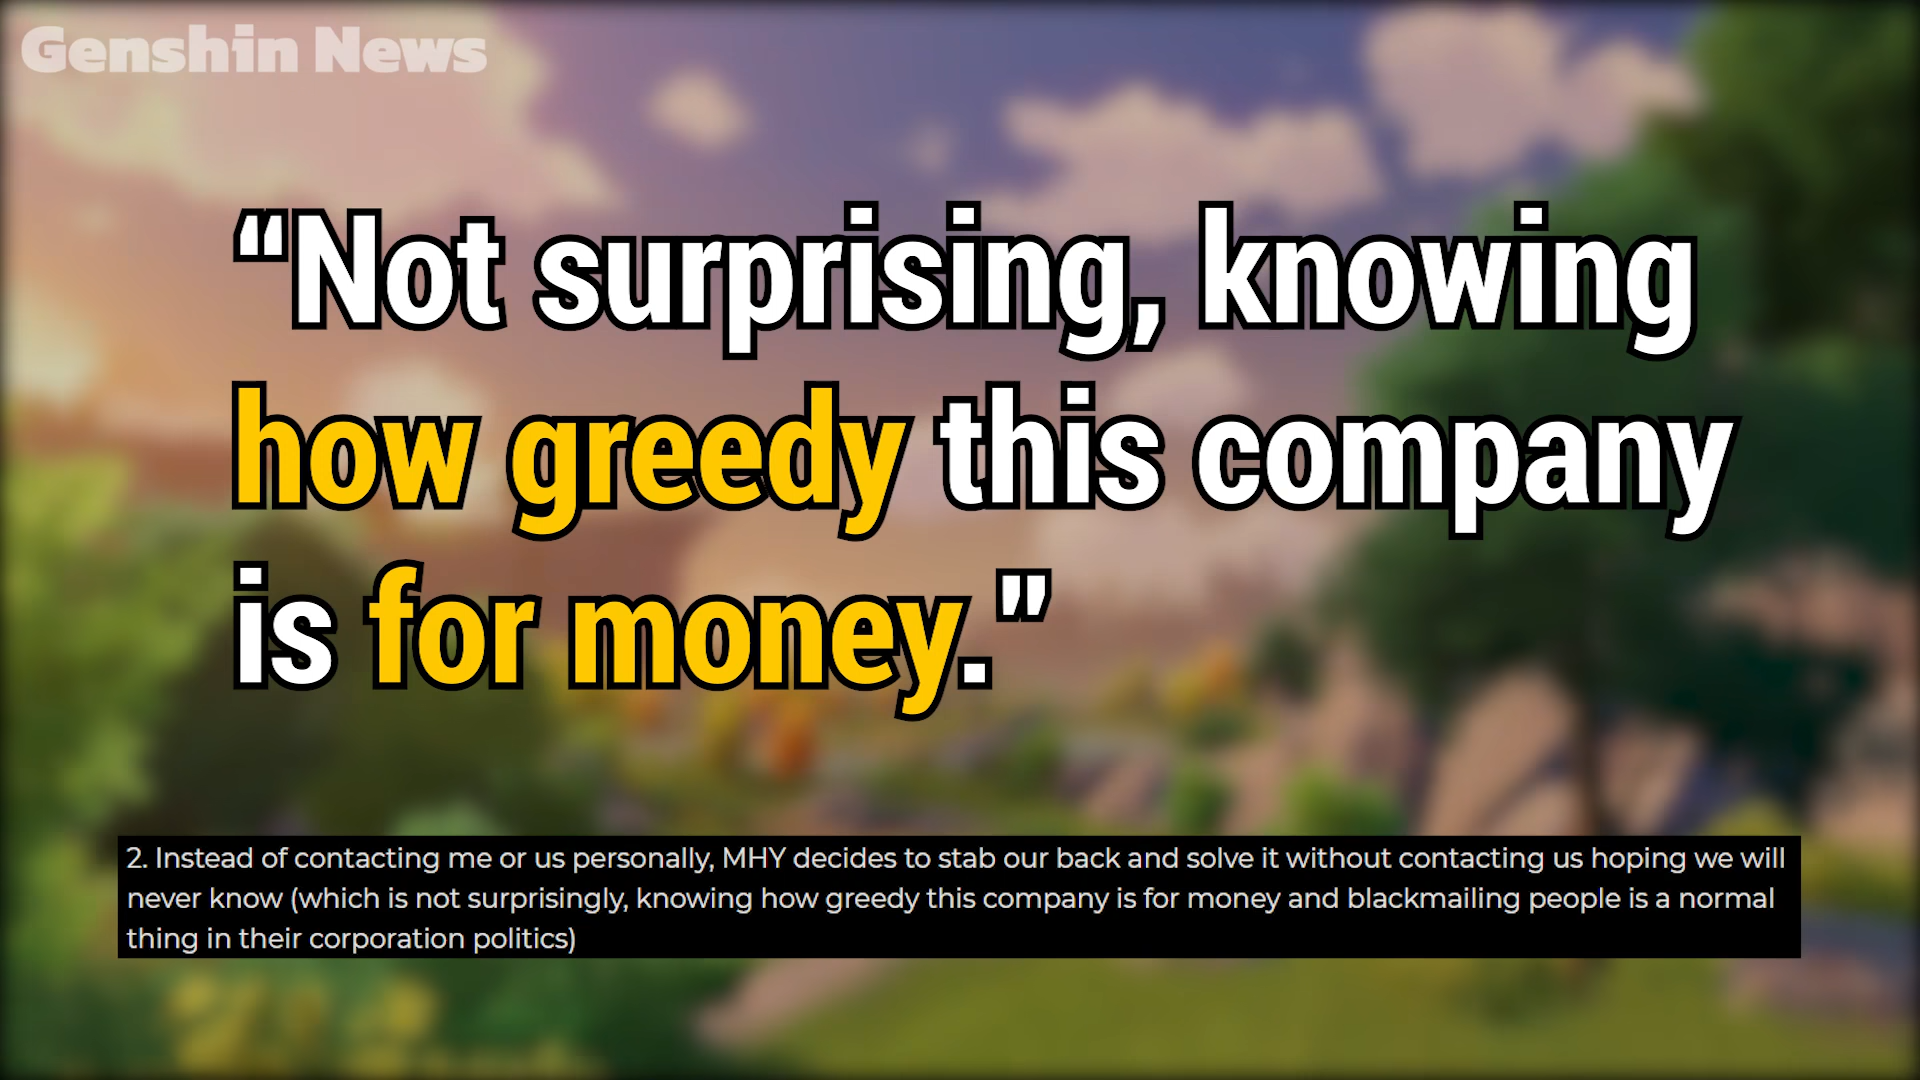 Genshin News
“Not surprising, knowing
how greedy this company
is for money."
2. Instead of contacting me or us personally, MHY decides to stab our back and solve it without contacting us hoping we will
never know (which is not surprisingly, knowing how greedy this company is for money and blackmailing people is a normal
thing in their corporation politics)